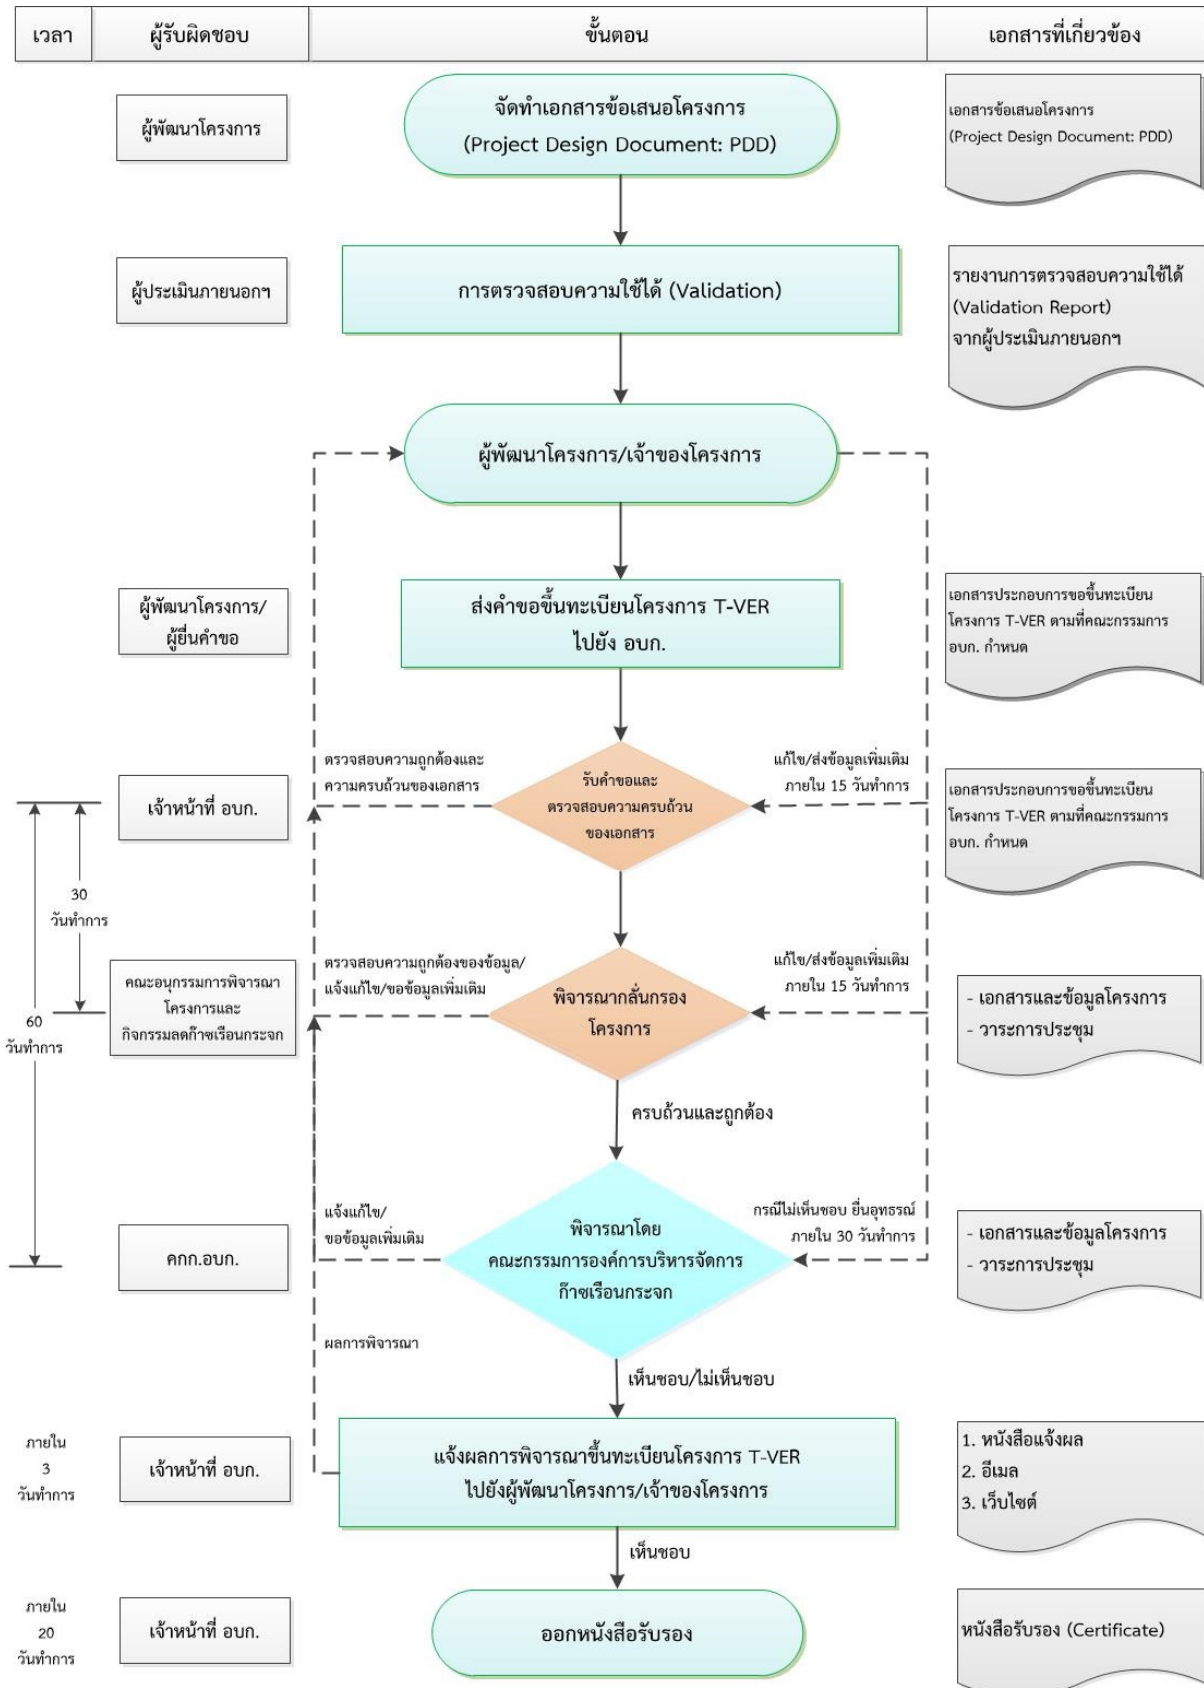 เวลา
ผู้รับผิดชอบ
ขั้นตอน
เอกสารที่เกี่ยวข้อง
ผู้พัฒนาโครงการ
จัดทำเอกสารข้อเสนอโครงการ
(Project Design Document: PDD)
เอกสารข้อเสนอโครงการ
(Project Design Document: PDD)
ผู้ประเมินภายนอกฯ
การตรวจสอบความใช้ได้ (Validation)
รายงานการตรวจสอบความใช้ได้
(Validation Report)
จากผู้ประเมินภายนอกฯ
ผู้พัฒนาโครงการ/เจ้าของโครงการ
ผู้พัฒนาโครงการ/
ผู้ยื่นคำขอ
ส่งคำขอขึ้นทะเบียนโครงการ T-VER
ไปยัง อบก.
เอกสารประกอบการขอขึ้นทะเบียน
โครงการ T-VER ตามที่คณะกรรมการ
อบก. กำหนด
เจ้าหน้าที่ อบก.
ตรวจสอบความถูกต้องและ
ความครบถ้วนของเอกสาร
รับคำขอและ
ตรวจสอบความครบถ้วน
ของเอกสาร
แก้ไข/ส่งข้อมูลเพิ่มเติม
ภายใน 15 วันทำการ
เอกสารประกอบการขอขึ้นทะเบียน
โครงการ T-VER ตามที่คณะกรรมการ
อบก. กำหนด
30
วันทำการ
60
วันทำการ
คณะอนุกรรมการพิจารณา
โครงการและ
กิจกรรมลดก๊าซเรือนกระจก
ตรวจสอบความถูกต้องของข้อมูล/
แจ้งแก้ไข/ขอข้อมูลเพิ่มเติม
พิจารณากลั่นกรอง
โครงการ
แก้ไข/ส่งข้อมูลเพิ่มเติม
ภายใน 15 วันทำการ
- เอกสารและข้อมูลโครงการ
- วาระการประชุม
ครบถ้วนและถูกต้อง
คกก.อบก.
แจ้งแก้ไข/
ขอข้อมูลเพิ่มเติม
พิจารณาโดย
คณะกรรมการองค์การบริหารจัดการ
ก๊าซเรือนกระจก
กรณีไม่เห็นชอบ ยื่นอุทธรณ์
ภายใน 30 วันทำการ
- เอกสารและข้อมูลโครงการ
- วาระการประชุม
ผลการพิจารณา
เห็นชอบ/ไม่เห็นชอบ
ภายใน
3
วันทำการ
เจ้าหน้าที่ อบก.
แจ้งผลการพิจารณาขึ้นทะเบียนโครงการ T-VER
ไปยังผู้พัฒนาโครงการ/เจ้าของโครงการ
1. หนังสือแจ้งผล
2. อีเมล
3. เว็บไซต์
เห็นชอบ
ภายใน
20
วันทำการ
เจ้าหน้าที่ อบก.
ออกหนังสือรับรอง
หนังสือรับรอง (Certificate)